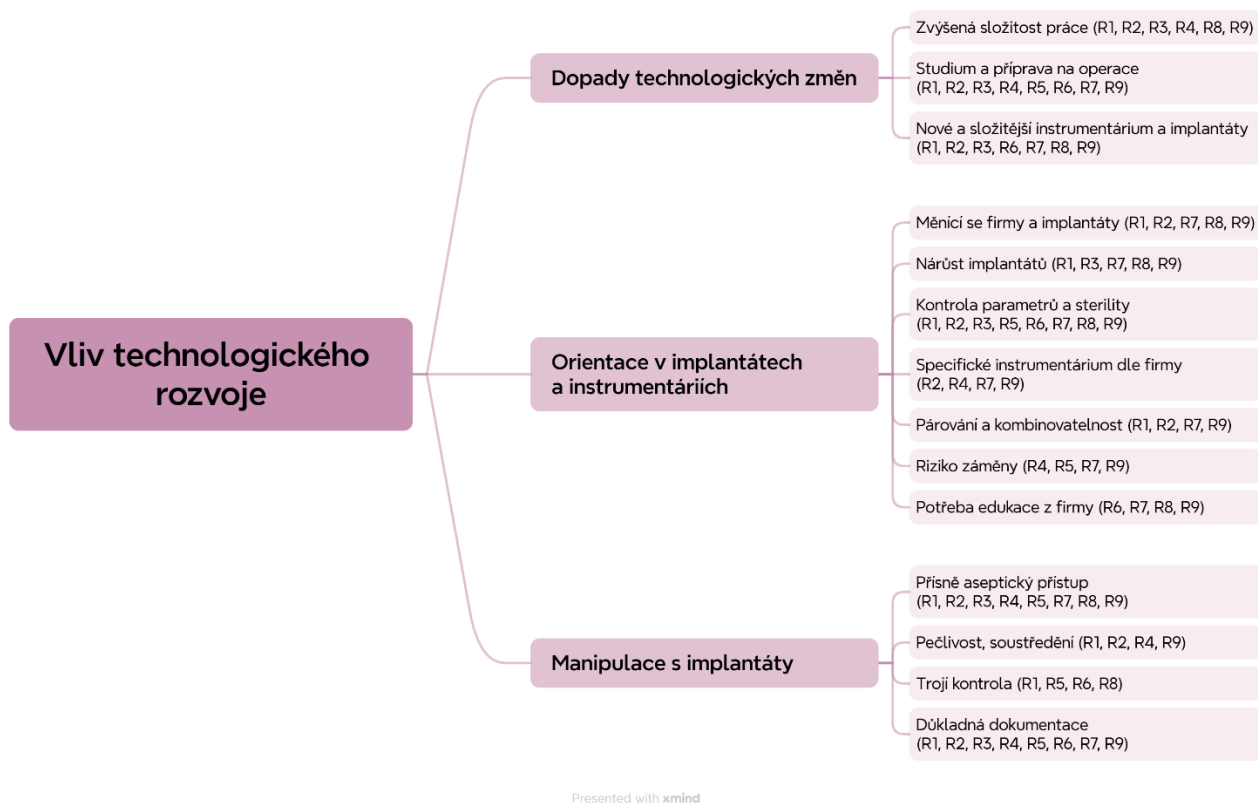 Vliv technologického
rozvoje
Dopady technologických změn
Zvýšená složitost práce (R1, R2, R3, R4, R8, R9)
Studium a příprava na operace
(R1, R2, R3, R4, R5, R6, R7, R9)
Nové a složitější instrumentárium a implantáty
(R1, R2, R3, R6, R7, R8, R9)
Orientace v implantátech
a instrumentáriích
Měnící se firmy a implantáty (R1, R2, R7, R8, R9)
Nárůst implantátů (R1, R3, R7, R8, R9)
Kontrola parametrů a sterility
(R1, R2, R3, R5, R6, R7, R8, R9)
Specifické instrumentárium dle firmy
(R2, R4, R7, R9)
Párování a kombinovatelnost (R1, R2, R7, R9)
Riziko záměny (R4, R5, R7, R9)
Potřeba edukace z firmy (R6, R7, R8, R9)
Manipulace s implantáty
Přísně aseptický přístup
(R1, R2, R3, R4, R5, R7, R8, R9)
Pečlivost, soustředění (R1, R2, R4, R9)
Trojí kontrola (R1, R5, R6, R8)
Důkladná dokumentace
(R1, R2, R3, R4, R5, R6, R7, R9)
Presented with xmind